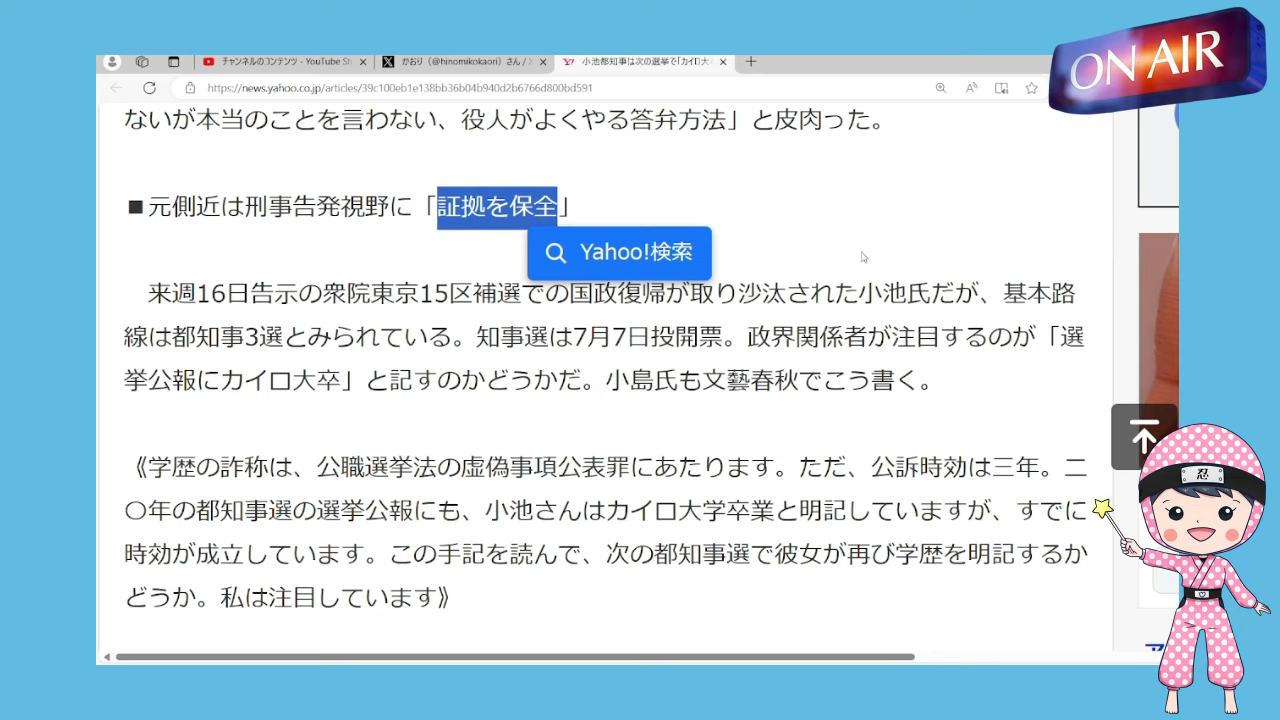 ON AIR
チャンネルのコンテンツ - YouTube St
かおり (@hinomikokaori) さん / X
小池都知事は次の選挙で「カイロ大
https://news.yahoo.co.jp/articles/39c100eb1e138bb36b04b940d2b6766d800bd591
ないが本当のことを言わない、役人がよくやる答弁方法」と皮肉った。
■元側近は刑事告発視野に「証拠を保全」
Yahoo!検索
来週16日告示の衆院東京15区補選での国政復帰が取り沙汰された小池氏だが、基本路
線は都知事3選とみられている。知事選は7月7日投開票。政界関係者が注目するのが「選
挙公報にカイロ大卒」と記すのかどうかだ。小島氏も文藝春秋でこう書く。
《学歴の詐称は、公職選挙法の虚偽事項公表罪にあたります。ただ、公訴時効は三年。二
〇年の都知事選の選挙公報にも、小池さんはカイロ大学卒業と明記していますが、すでに
時効が成立しています。この手記を読んで、次の都知事選で彼女が再び学歴を明記するか
どうか。私は注目しています》
忍